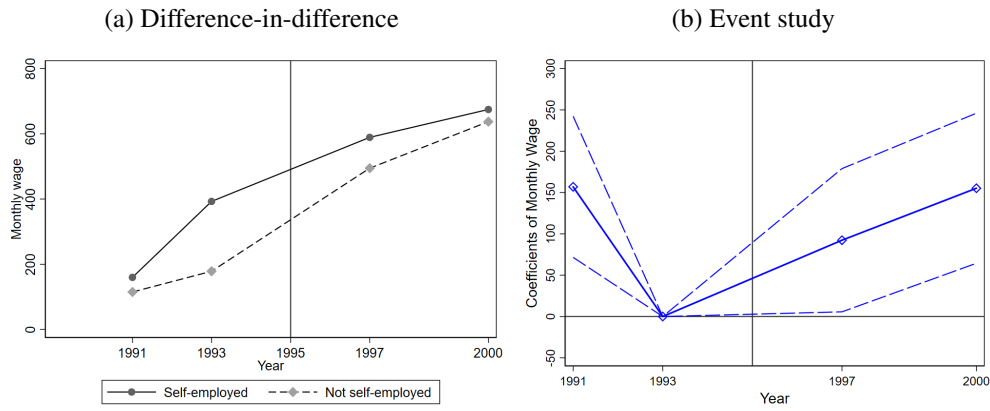 (a) Difference-in-difference
Monthly wage
800
600
400
200
0
1991
1993
1995
1997
2000
Year
Self-employed
Not self-employed
(b) Event study
Coefficients of Monthly Wage
300
250
200
150
100
50
0
-50
1991
1993
1997
2000
Year